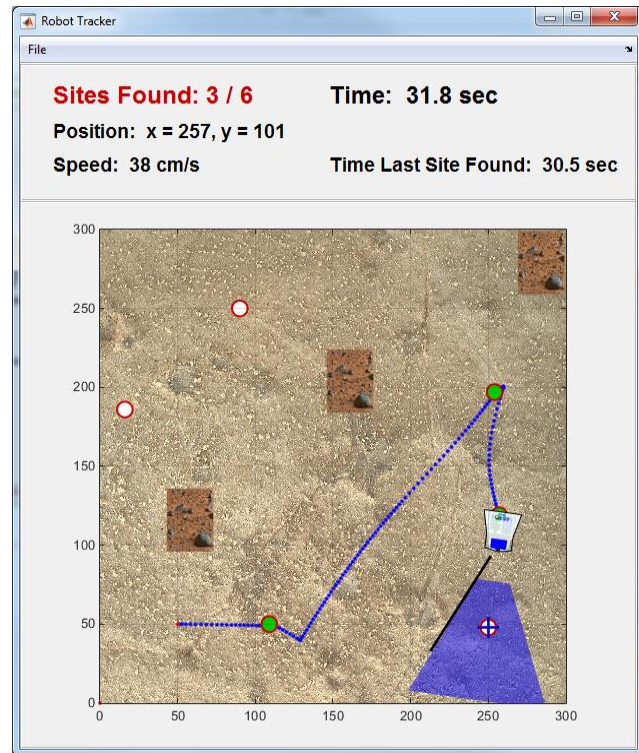 Robot Tracker
File
Sites Found: 3 / 6
Time: 31.8 sec
Position: x = 257, y = 101
Speed: 38 cm/s
Time Last Site Found: 30.5 sec
300
250
200
150
100
50
0
0
50
100
150
200
250
300